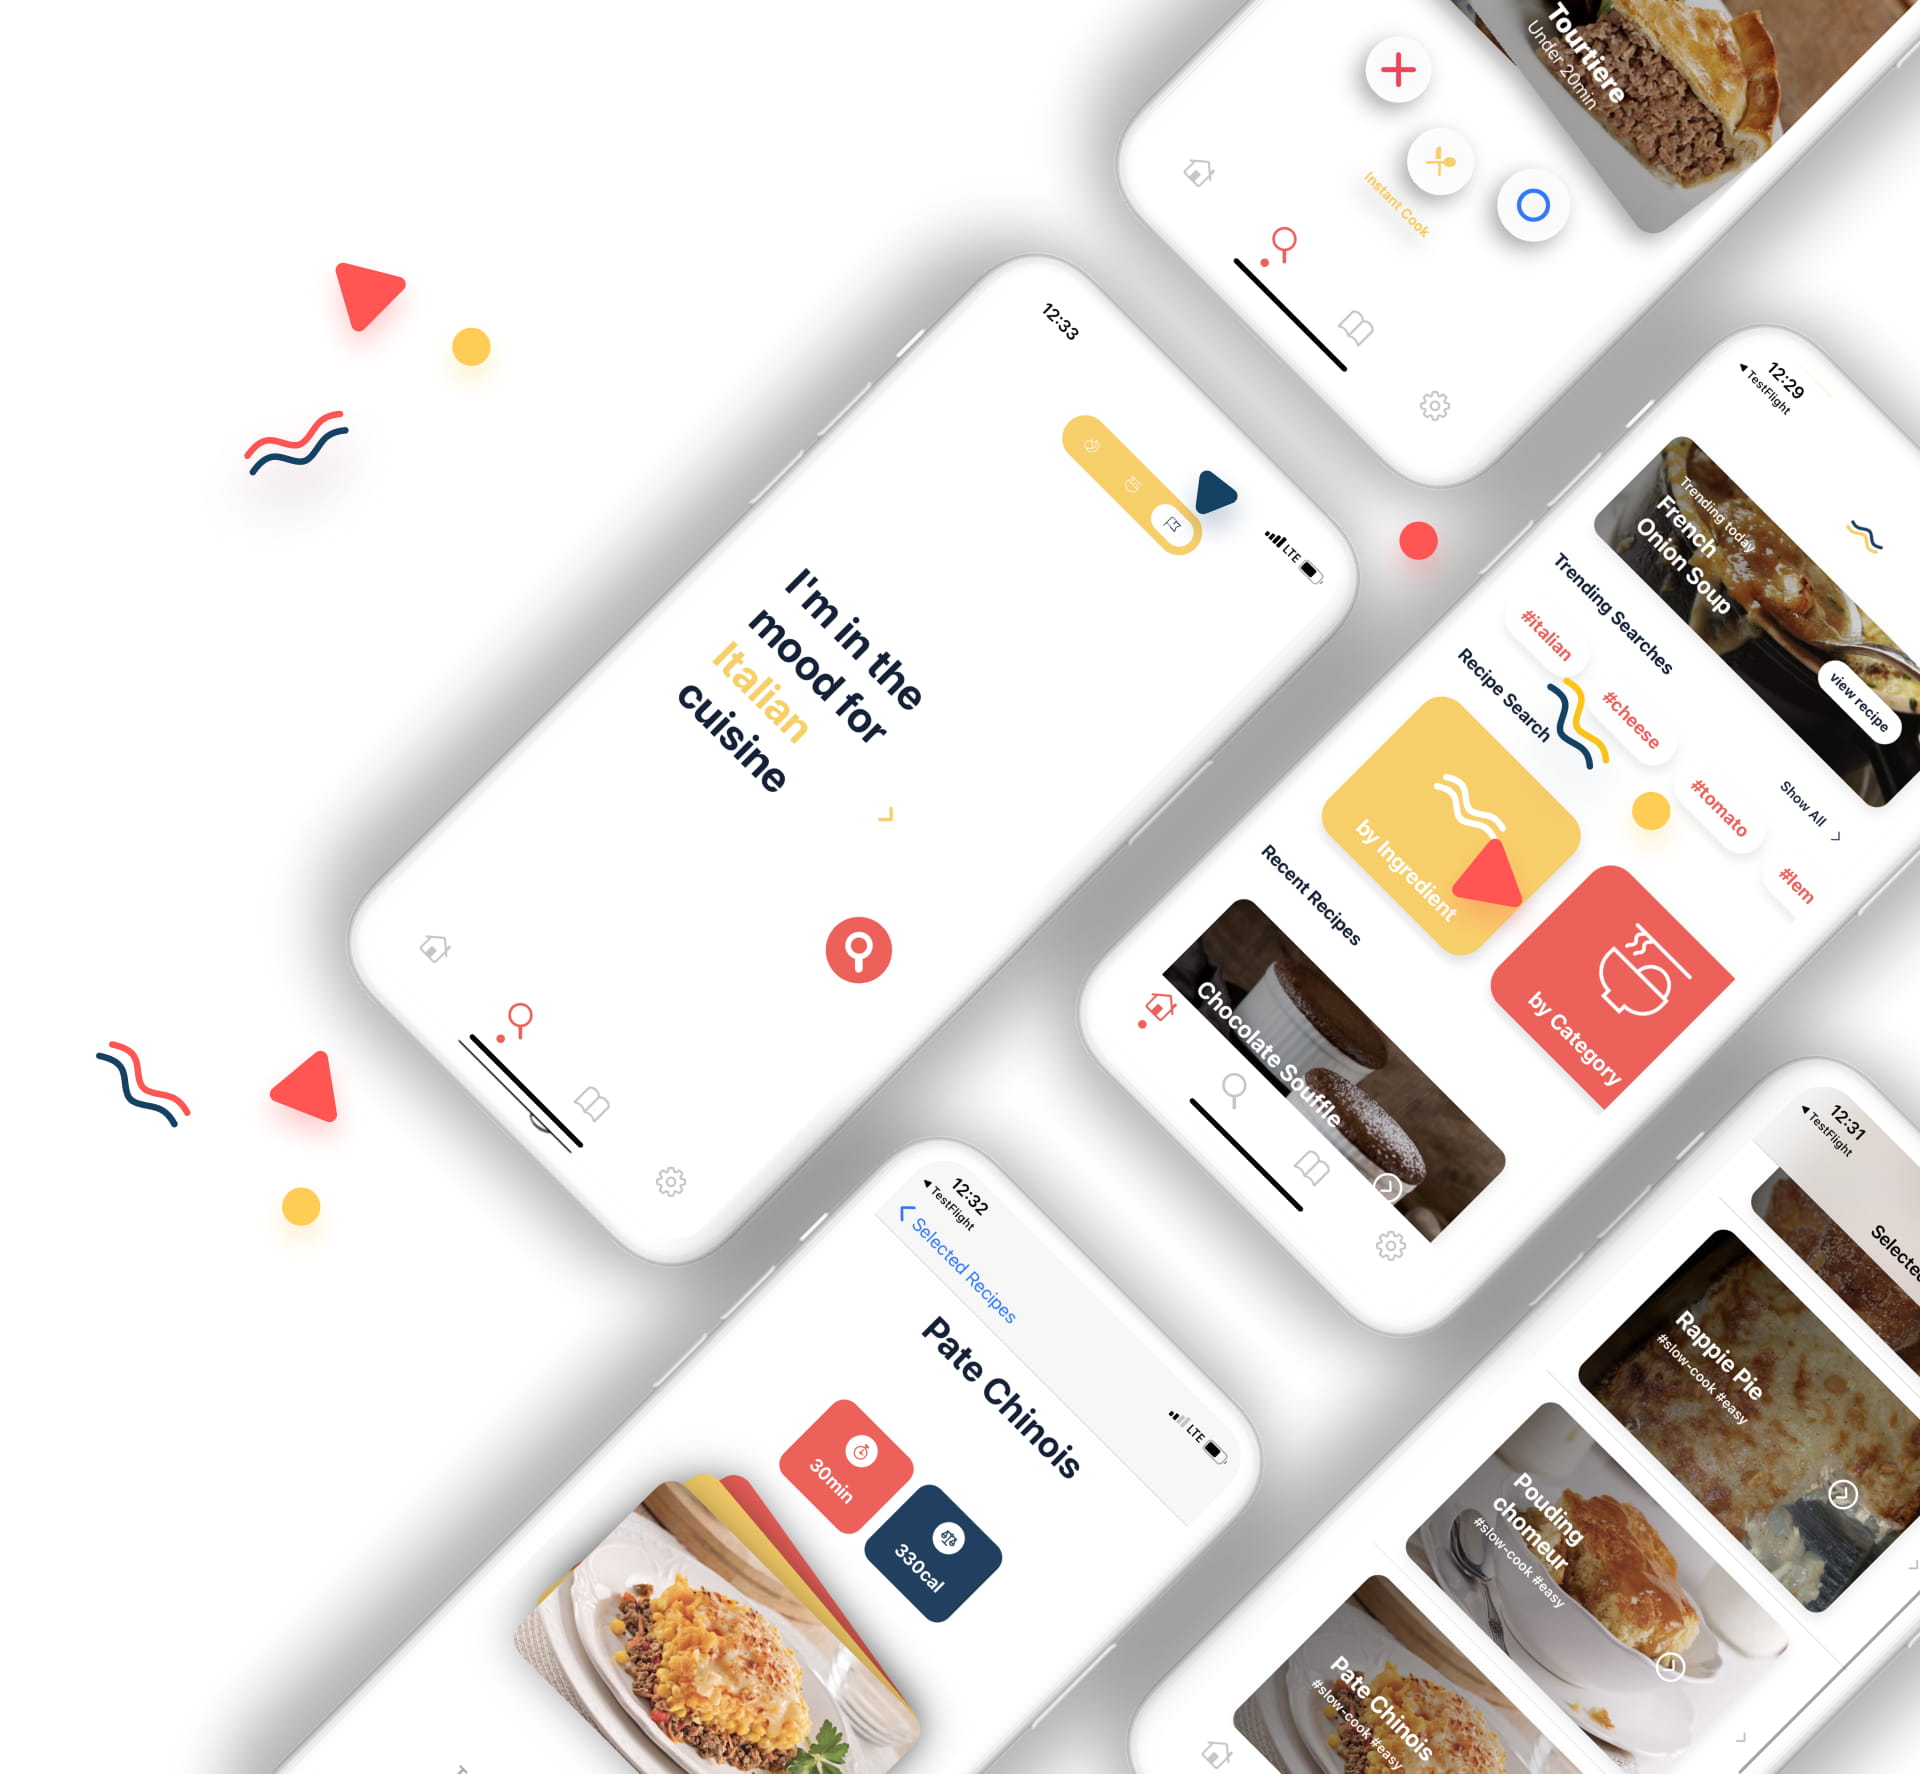 Tourtiere
Under 20min
Instant Cook
12:33
LTE
I'm in the
mood for
Italian
cuisine
12:29
TestFlight
Trending today
French
Onion Soup
view recipe
Trending Searches
Show All
#italian
#cheese
#tomato
#lem
Recipe Search
by Ingredient
by Category
Recent Recipes
Chocolate Souffle
12:32
TestFlight
LTE
Selected Recipes
Pate Chinois
30min
330cal
12:31
TestFlight
Selected
Rappie Pie
#slow-cook #easy
Pouding
chomeur
#slow-cook #easy
Pate Chinois
#slow-cook #easy